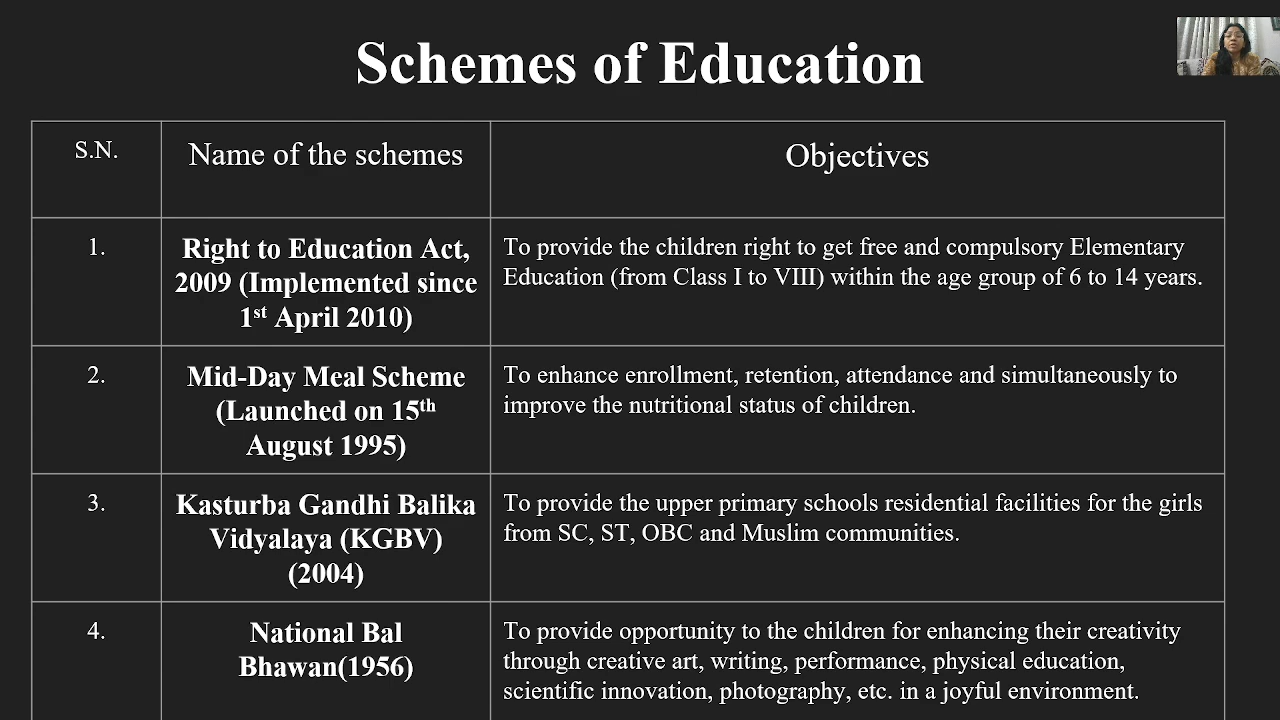 Schemes of Education
S.N.
Name of the schemes
Objectives
1.
Right to Education Act,
2009 (Implemented since
1st April 2010)
To provide the children right to get free and compulsory Elementary
Education (from Class I to VIII) within the age group of 6 to 14 years.
2.
Mid-Day Meal Scheme
(Launched on 15th
August 1995)
To enhance enrollment, retention, attendance and simultaneously to
improve the nutritional status of children.
3.
Kasturba Gandhi Balika
Vidyalaya (KGBV)
(2004)
To provide the upper primary schools residential facilities for the girls
from SC, ST, OBC and Muslim communities.
4.
National Bal
Bhawan(1956)
To provide opportunity to the children for enhancing their creativity
through creative art, writing, performance, physical education,
scientific innovation, photography, etc. in a joyful environment.